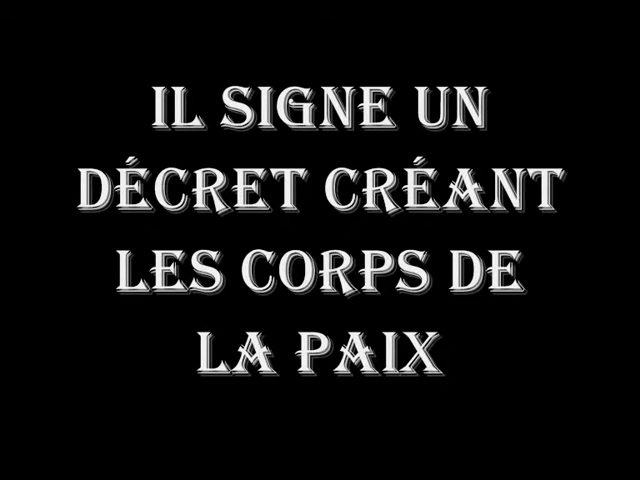 IL SIGNE UN
DÉCRET CRÉANT
LES CORPS DE
LA PAIX